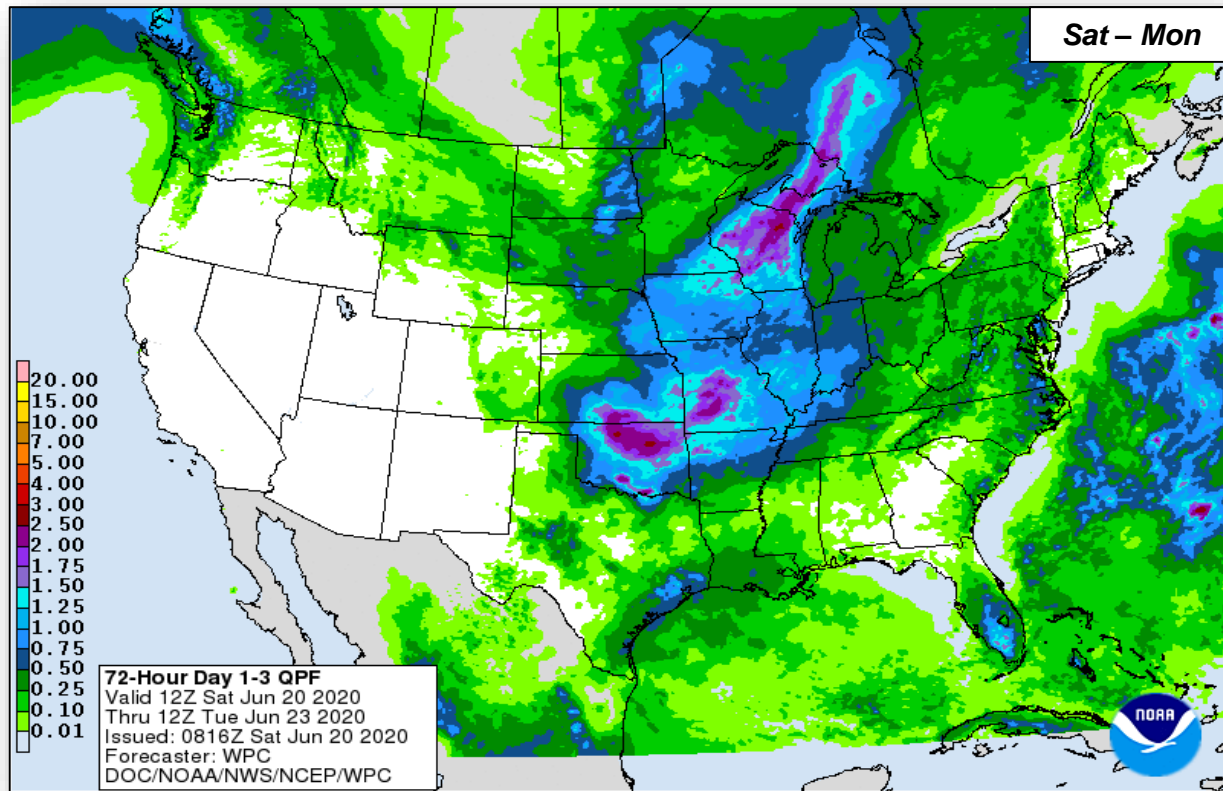 Sat – Mon
20.00
15.00
10.00
7.00
5.00
4.00
3.00
2.50
2.00
1.75
1.50
1.25
1.00
0.75
0.50
0.25
0.10
0.01
72-Hour Day 1-3 QPF
Valid 12Z Sat Jun 20 2020
Thru 12Z Tue Jun 23 2020
Issued: 0816Z Sat Jun 20 2020
Forecaster: WPC
DOC/NOAA/NWS/NCEP/WPC
NOAA